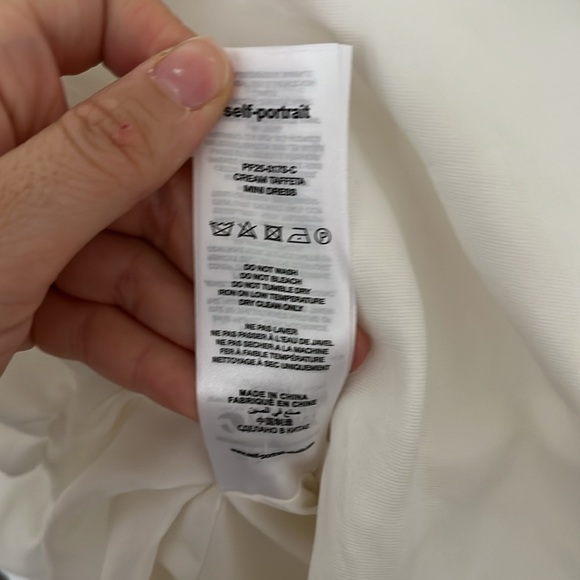 self-portrait
PF25-017S-C
CREAM TAFFETA
MINI DRESS
DO NOT WASH
DO NOT BLEACH
DO NOT TUMBLE DRY
IRON ON LOW TEMPERATURE
DRY CLEAN ONLY
NE PAS LAVER
NE PAS PASSER À L'EAU DE JAVEL
NE PAS SECHER A LA MACHINE
FER À FAIBLE TEMPÉRATURE
NETTOYAGE À SEC UNIQUEMENT
MADE IN CHINA
FABRIQUÉ EN CHINE
صنع في الصين
中国制造
СДЕЛАНО В КИТАЕ